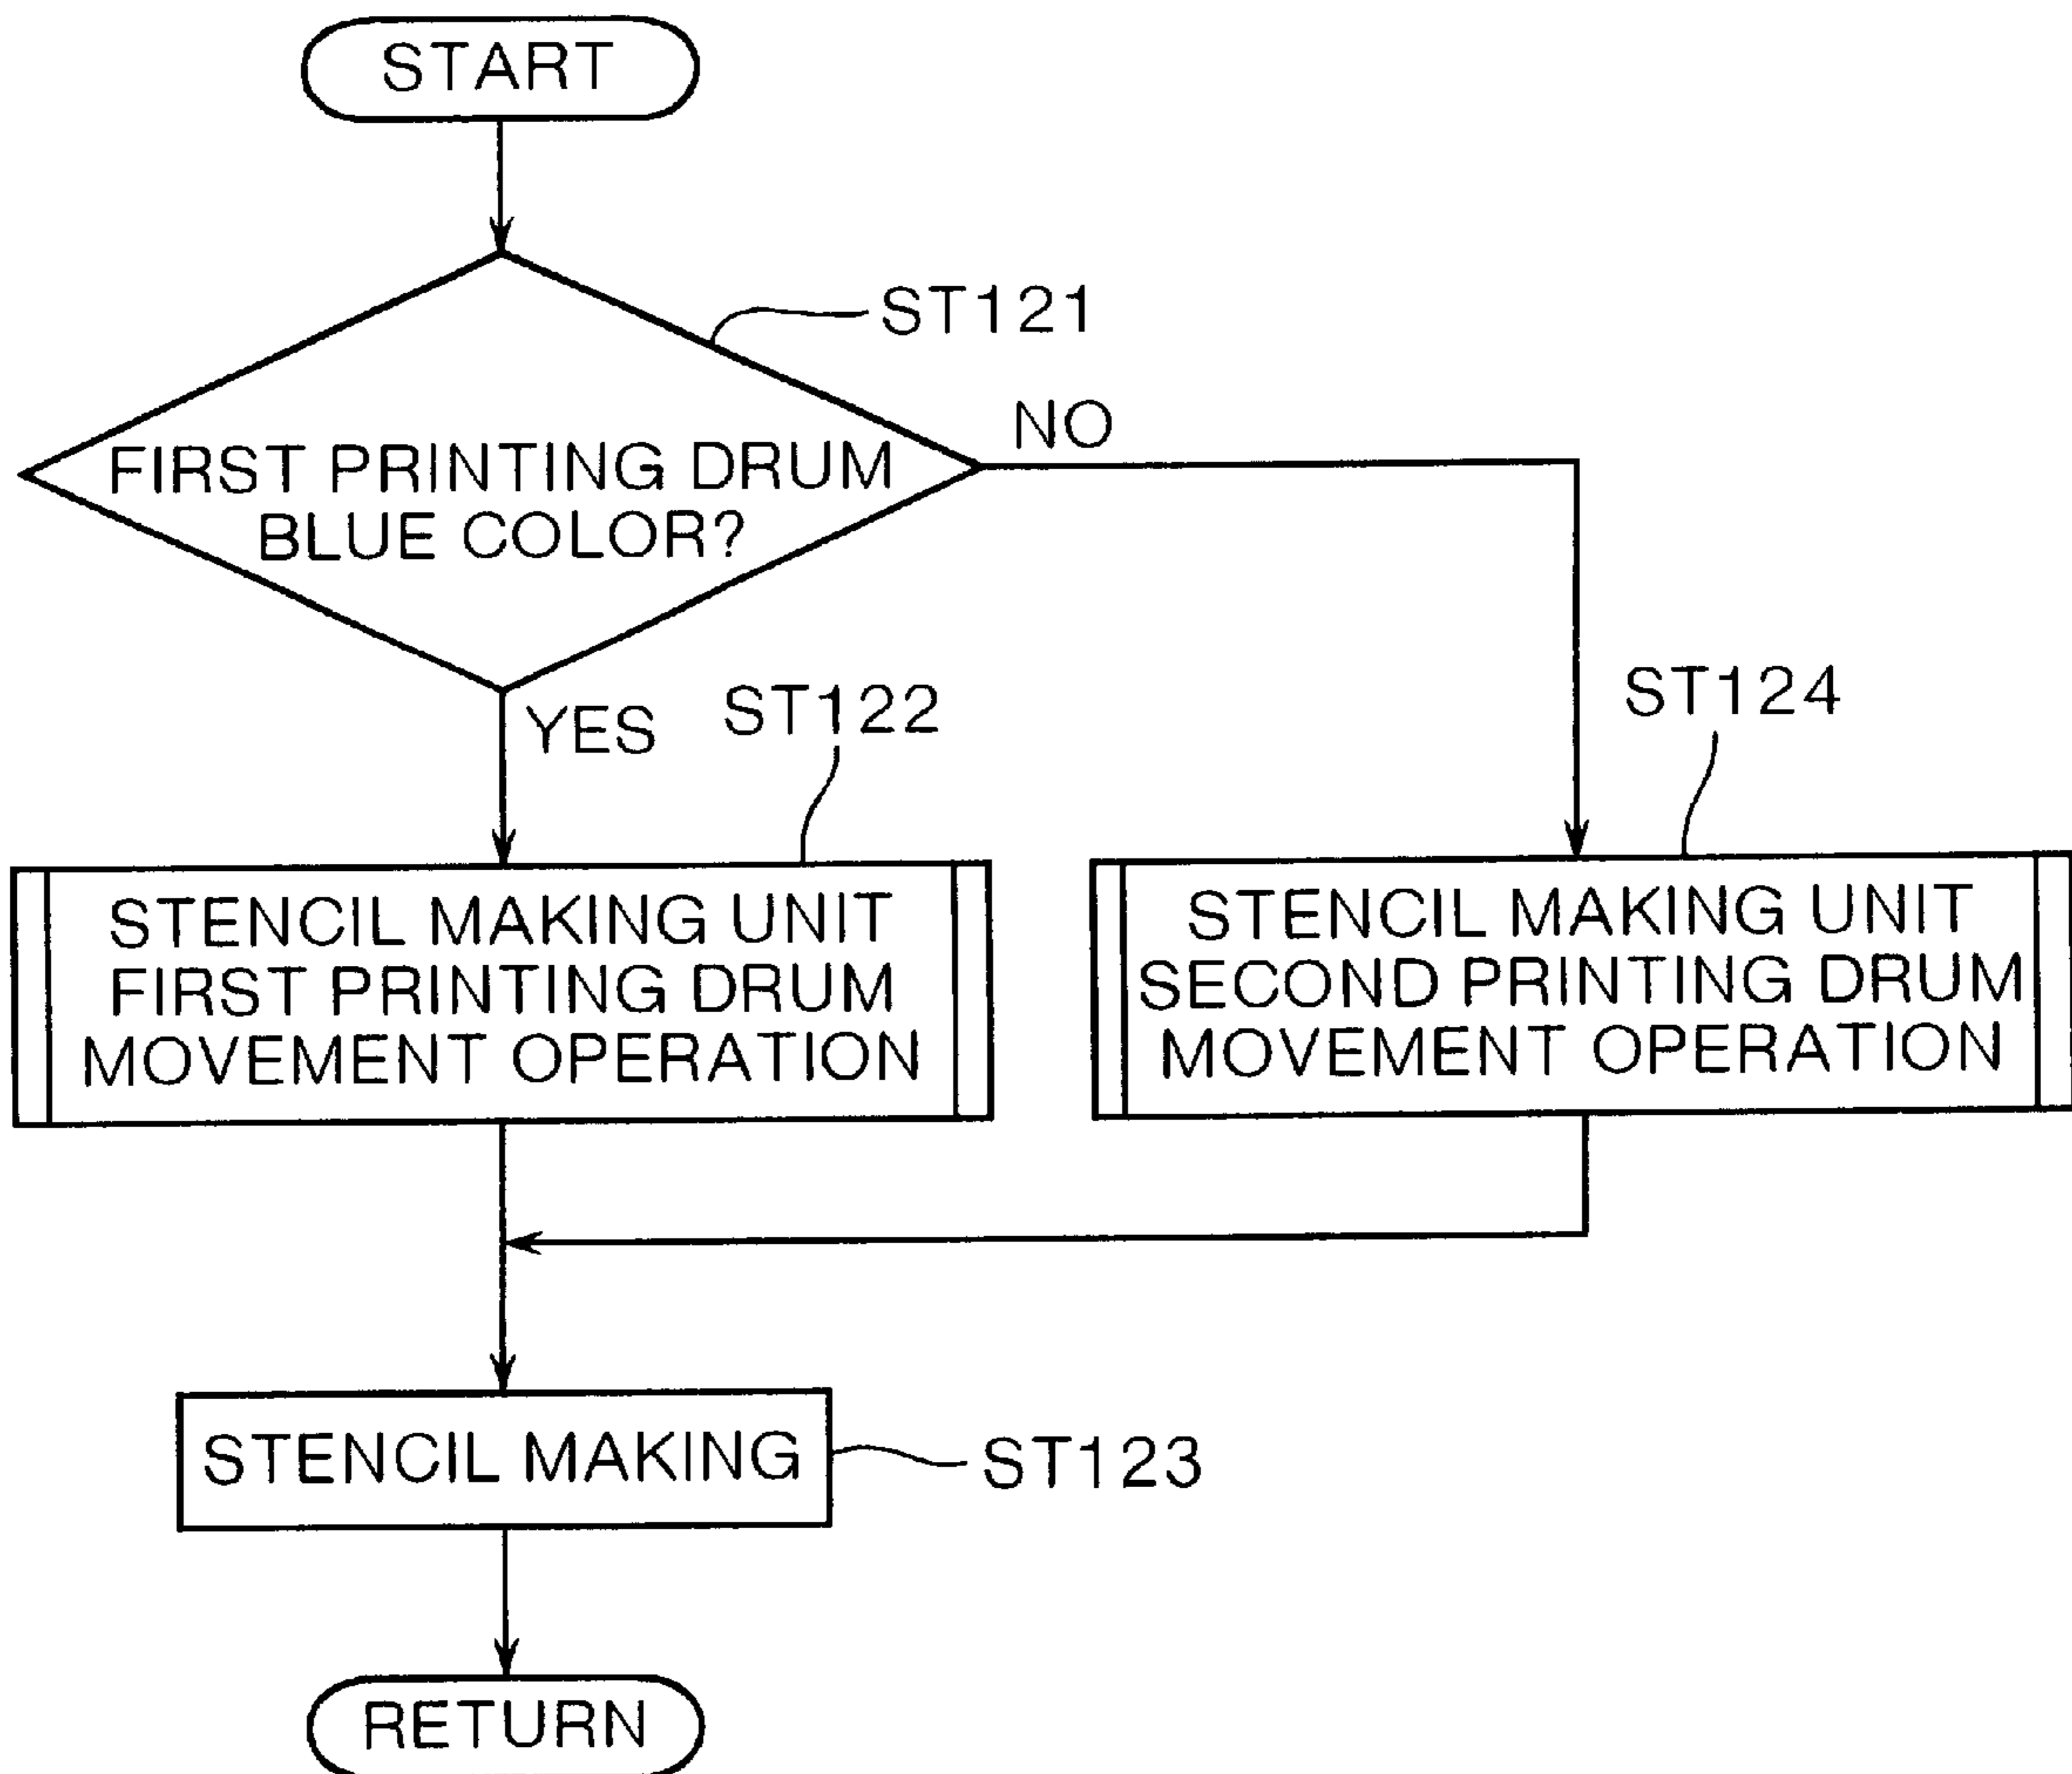 START
ST121
NO
FIRST PRINTING DRUM
BLUE COLOR?
YES
ST122
ST124
STENCIL MAKING UNIT
FIRST PRINTING DRUM
MOVEMENT OPERATION
STENCIL MAKING UNIT
SECOND PRINTING DRUM
MOVEMENT OPERATION
STENCIL MAKING
ST123
RETURN